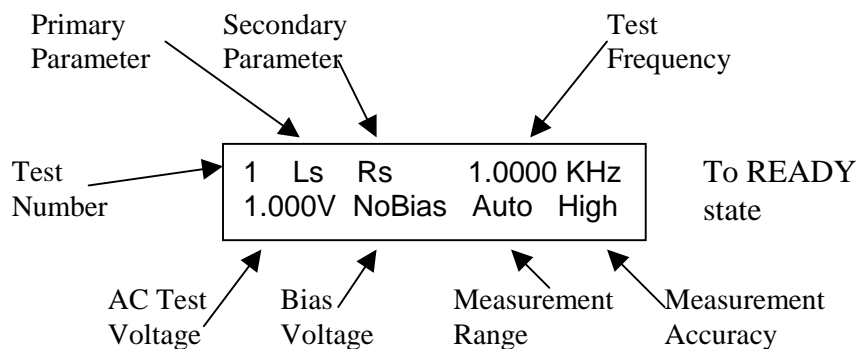 Primary
Parameter
Secondary
Parameter
Test
Frequency
Test
Number
1 Ls Rs 1.0000 KHz
1.000V NoBias Auto High
To READY
state
AC Test
Voltage
Bias
Voltage
Measurement
Range
Measurement
Accuracy